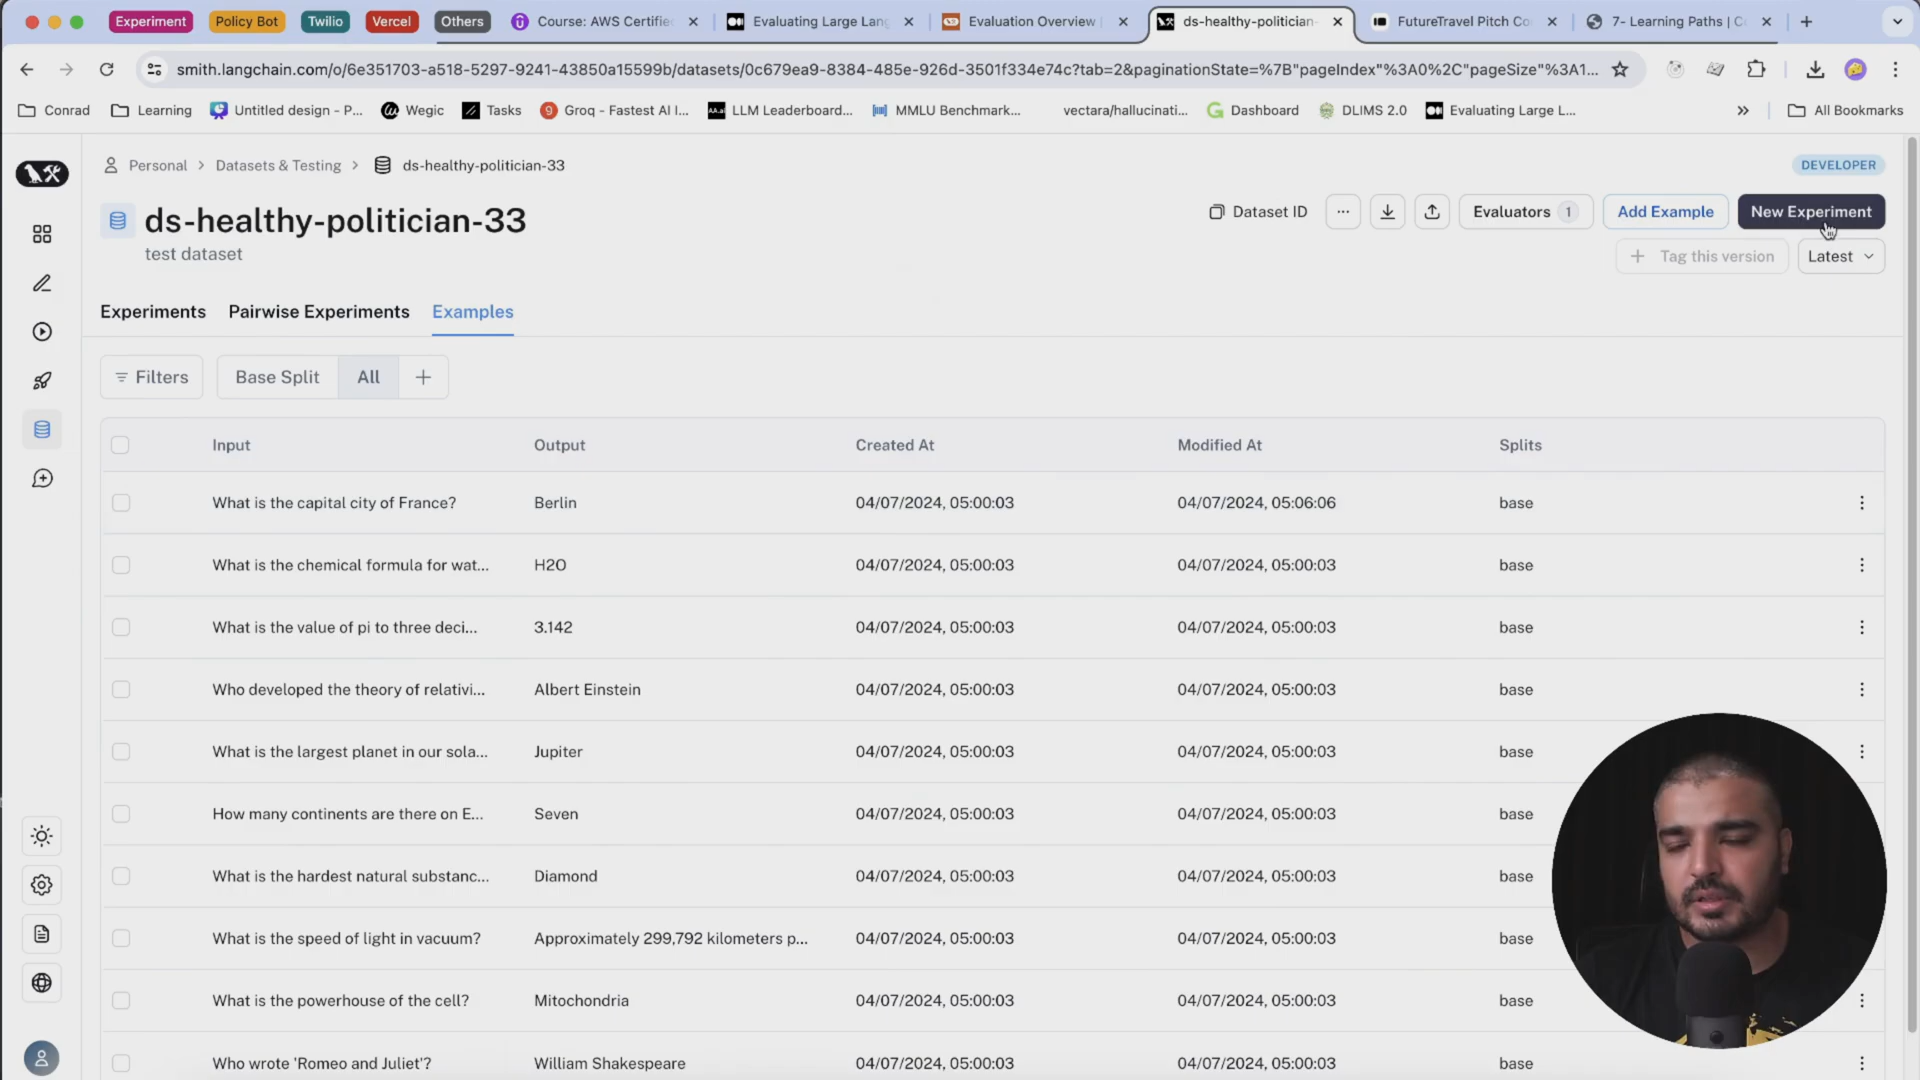 Experiment
Policy Bot
Twilio
Vercel
Others
Course: AWS Certifie
Evaluating Large Lang
Evaluation Overview
ds-healthy-politician-
FutureTravel Pitch Co
7- Learning Paths | C
smith.langchain.com/o/6e351703-a518-5297-9241-43850a15599b/datasets/0c679ea9-8384-485e-926d-3501f334e74c?tab=2&paginationState=%7B"pageIndex"%3A0%2C"pageSize"%3A1...
Conrad
Learning
Untitled design - P...
Wegic
Tasks
Groq - Fastest AI I...
LLM Leaderboard...
MMLU Benchmark...
vectara/hallucinati...
Dashboard
DLIMS 2.0
Evaluating Large L...
All Bookmarks
Personal > Datasets & Testing > ds-healthy-politician-33
DEVELOPER
ds-healthy-politician-33
test dataset
Dataset ID
Evaluators 1
Add Example
New Experiment
Tag this version
Latest
Experiments
Pairwise Experiments
Examples
Filters
Base Split
All
Input Output Created At Modified At Splits
What is the capital city of France? Berlin 04/07/2024, 05:00:03 04/07/2024, 05:06:06 base
What is the chemical formula for wat... H2O 04/07/2024, 05:00:03 04/07/2024, 05:00:03 base
What is the value of pi to three deci... 3.142 04/07/2024, 05:00:03 04/07/2024, 05:00:03 base
Who developed the theory of relativi... Albert Einstein 04/07/2024, 05:00:03 04/07/2024, 05:00:03 base
What is the largest planet in our sola... Jupiter 04/07/2024, 05:00:03 04/07/2024, 05:00:03 base
How many continents are there on E... Seven 04/07/2024, 05:00:03 04/07/2024, 05:00:03 base
What is the hardest natural substanc... Diamond 04/07/2024, 05:00:03 04/07/2024, 05:00:03 base
What is the speed of light in vacuum? Approximately 299,792 kilometers p... 04/07/2024, 05:00:03 04/07/2024, 05:00:03 base
What is the powerhouse of the cell? Mitochondria 04/07/2024, 05:00:03 04/07/2024, 05:00:03 base
Who wrote 'Romeo and Juliet'? William Shakespeare 04/07/2024, 05:00:03 04/07/2024, 05:00:03 base